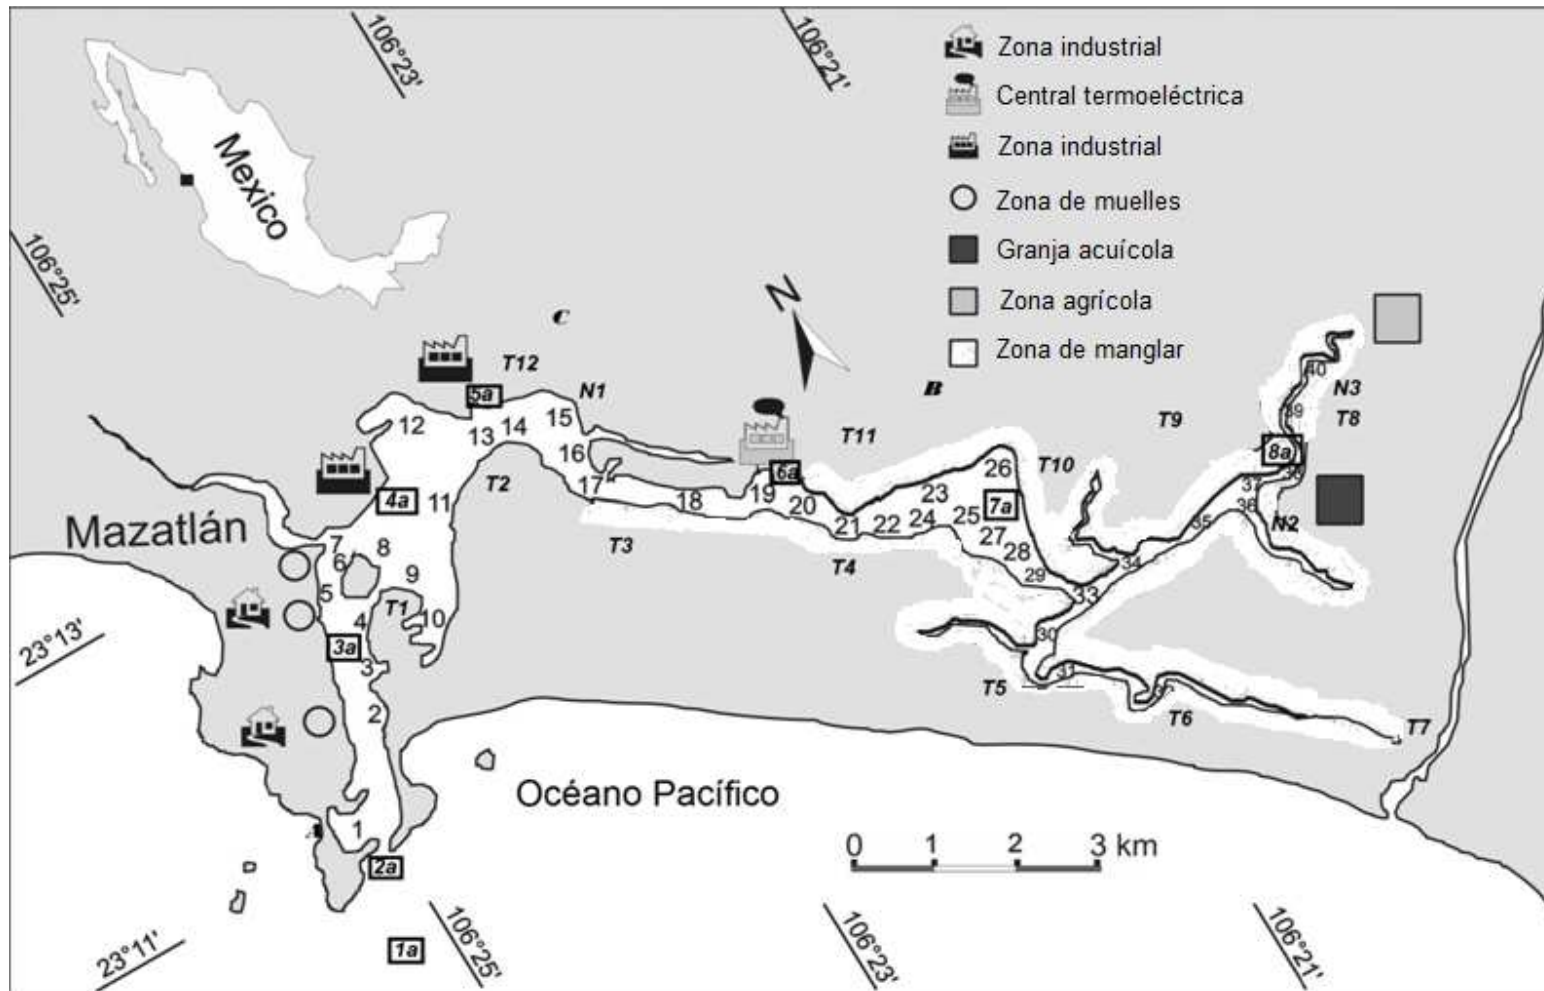 106°23'
106°21'
Zona industrial
Central termoeléctrica
Zona industrial
Zona de muelles
Granja acuícola
Zona agrícola
Zona de manglar
Mexico
106°25'
N
C
B
T12
N1
5a
T11
T10
T9
N3
T8
40
39
8a
38
37
36
35
N2
34
12
13
14
15
16
17
18
19
6a
20
21
22
23
24
25
26
7a
27
28
29
33
30
31
32
4a
11
T2
T3
T4
Mazatlán
7
6
8
9
5
T1
10
4
3a
3
2
T5
T6
T7
23°13'
Océano Pacífico
1
A
2a
0 1 2 3 km
1a
23°11'
106°25'
106°23'
106°21'